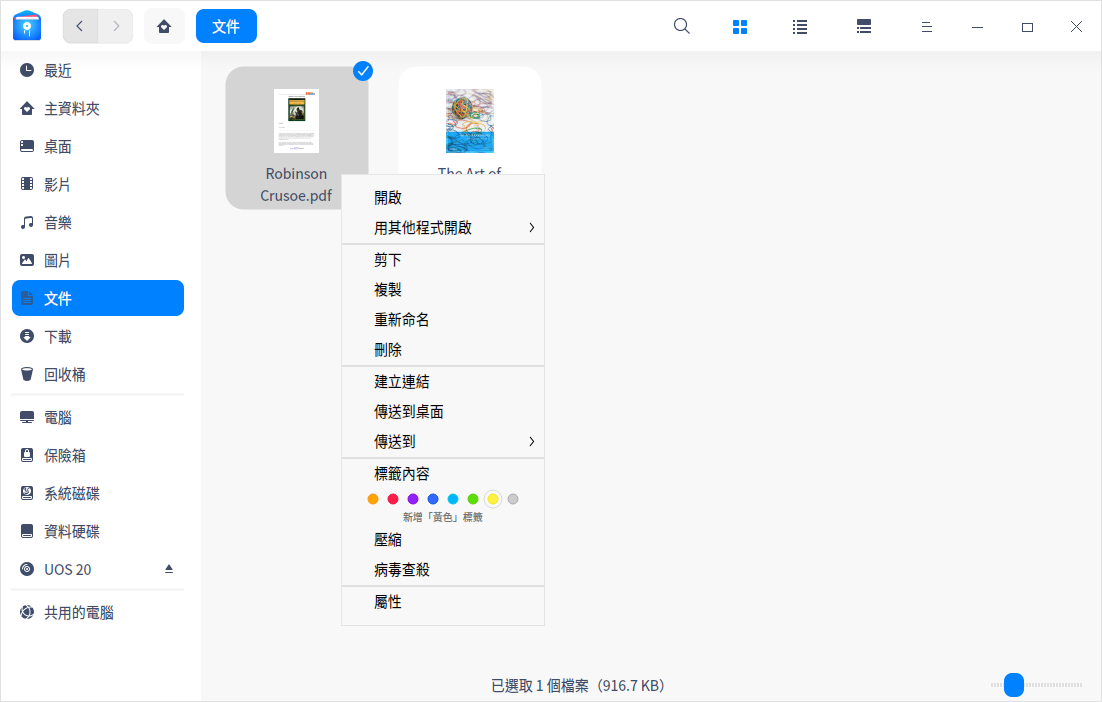 文件
最近
主資料夾
桌面
影片
音樂
圖片
文件
下載
回收桶
電腦
保險箱
系統磁碟
資料硬碟
UOS 20
共用的電腦
Robinson
Crusoe.pdf
The Art of
開啟
用其他程式開啟
剪下
複製
重新命名
刪除
建立連結
傳送到桌面
傳送到
標籤內容
新增「黃色」標籤
壓縮
病毒查殺
屬性
已選取 1 個檔案（916.7 KB）